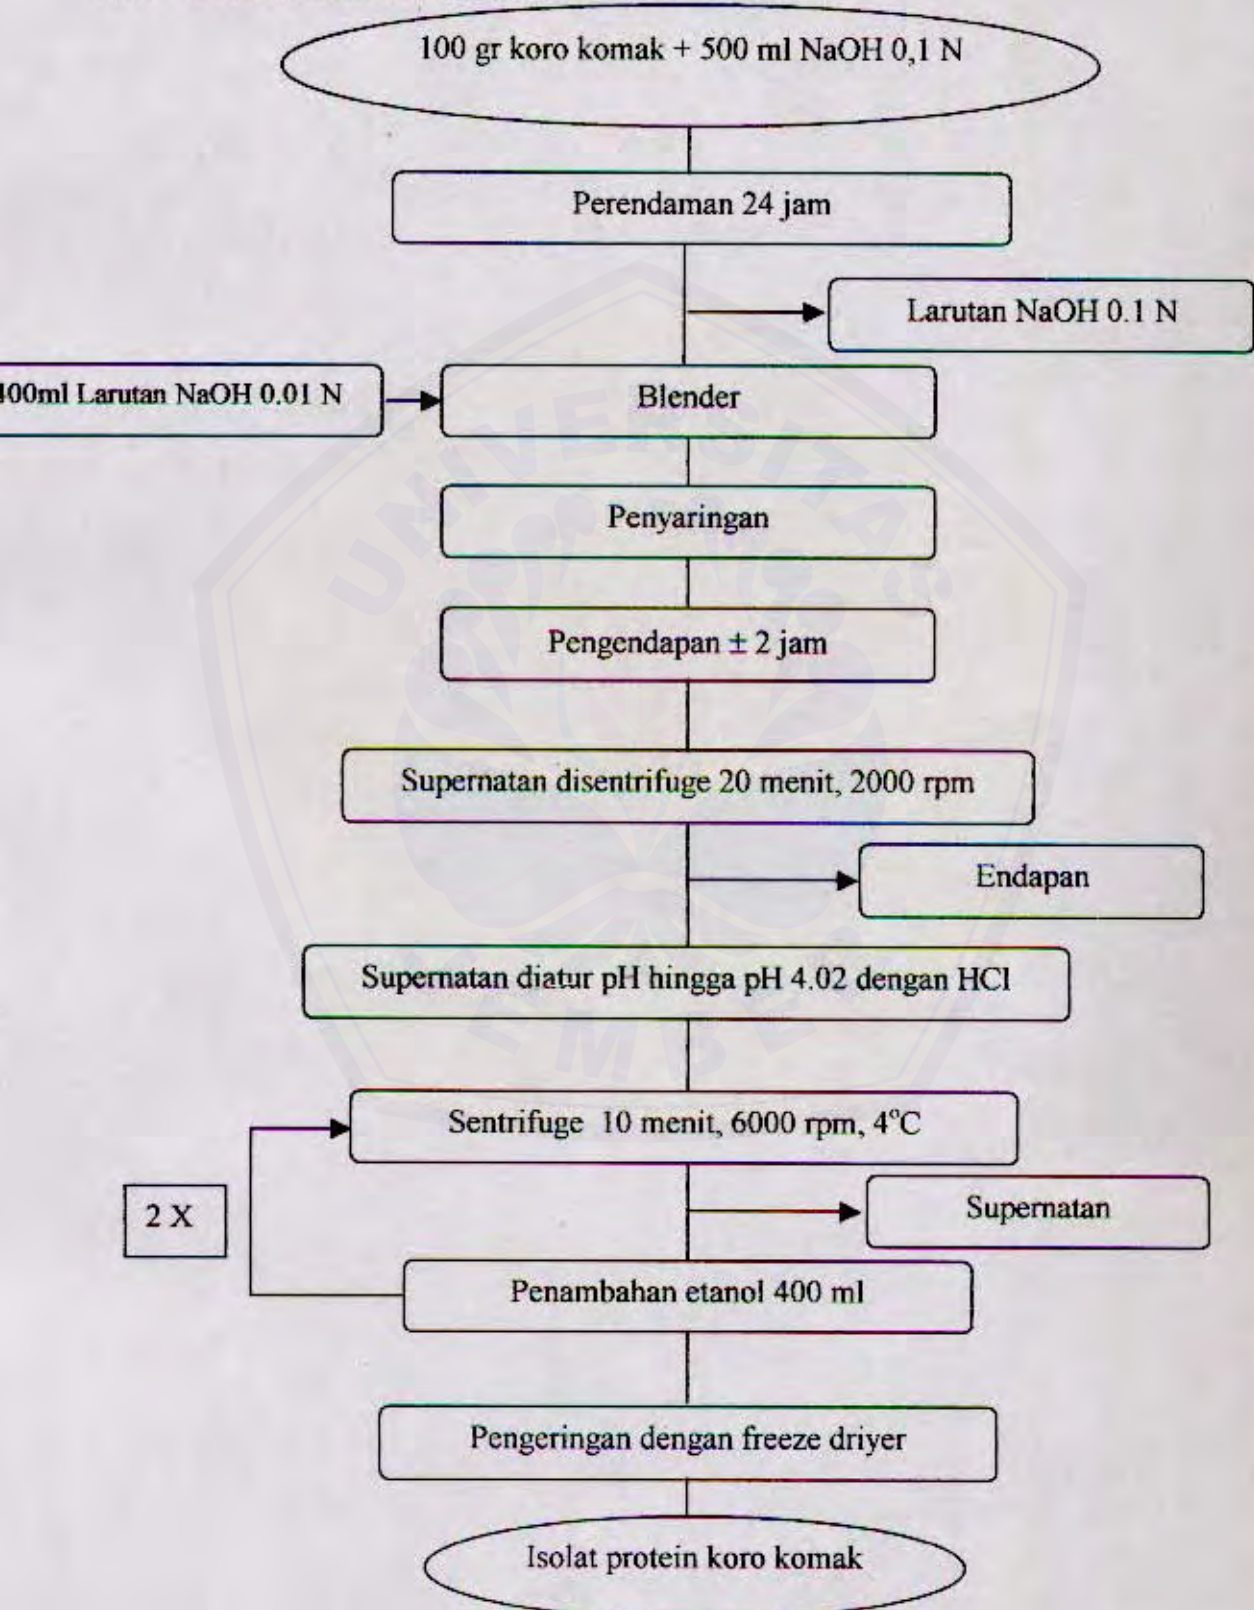 100 gr koro komak + 500 ml NaOH 0,1 N
Perendaman 24 jam
Larutan NaOH 0.1 N
400ml Larutan NaOH 0.01 N
Blender
UNIVERSITAS
Penyaringan
Pengendapan ± 2 jam
Supernatan disentrifuge 20 menit, 2000 rpm
Endapan
Supernatan diatur pH hingga pH 4.02 dengan HCl
Sentrifuge 10 menit, 6000 rpm, 4°C
Supernatan
2 X
Penambahan etanol 400 ml
Pengeringan dengan freeze driyer
Isolat protein koro komak